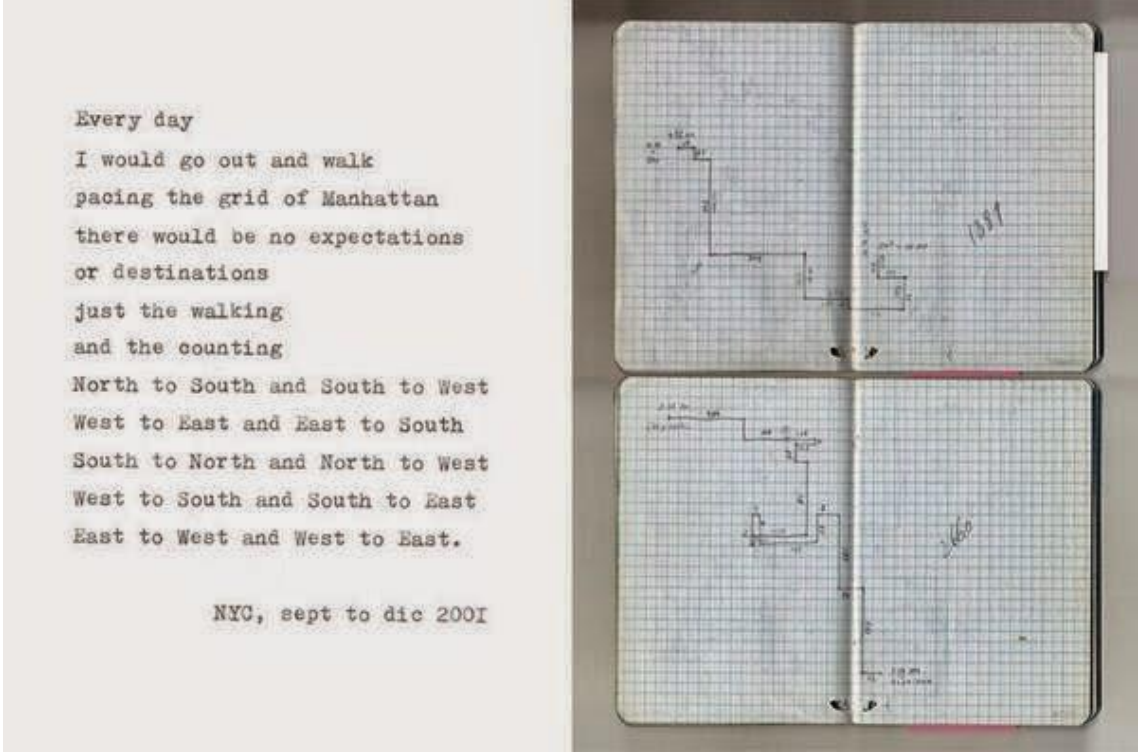 Every day
I would go out and walk
pacing the grid of Manhattan
there would be no expectations
or destinations
just the walking
and the counting
North to South and South to West
West to East and East to South
South to North and North to West
West to South and South to East
East to West and West to East.
NYC, sept to dic 200I
1389
2660